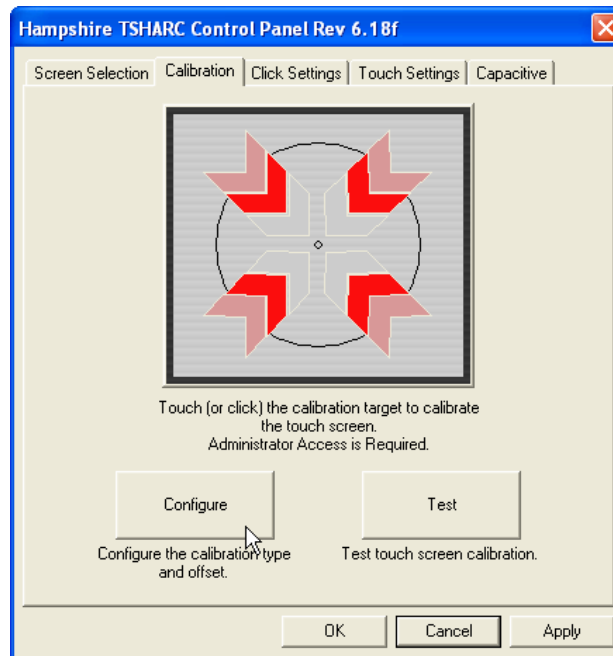 Hampshire TSHARC Control Panel Rev 6.18f
Screen Selection Calibration Click Settings Touch Settings Capacitive
Touch (or click) the calibration target to calibrate
the touch screen.
Administrator Access is Required.
Configure Test
Configure the calibration type
and offset.
Test touch screen calibration.
OK Cancel Apply